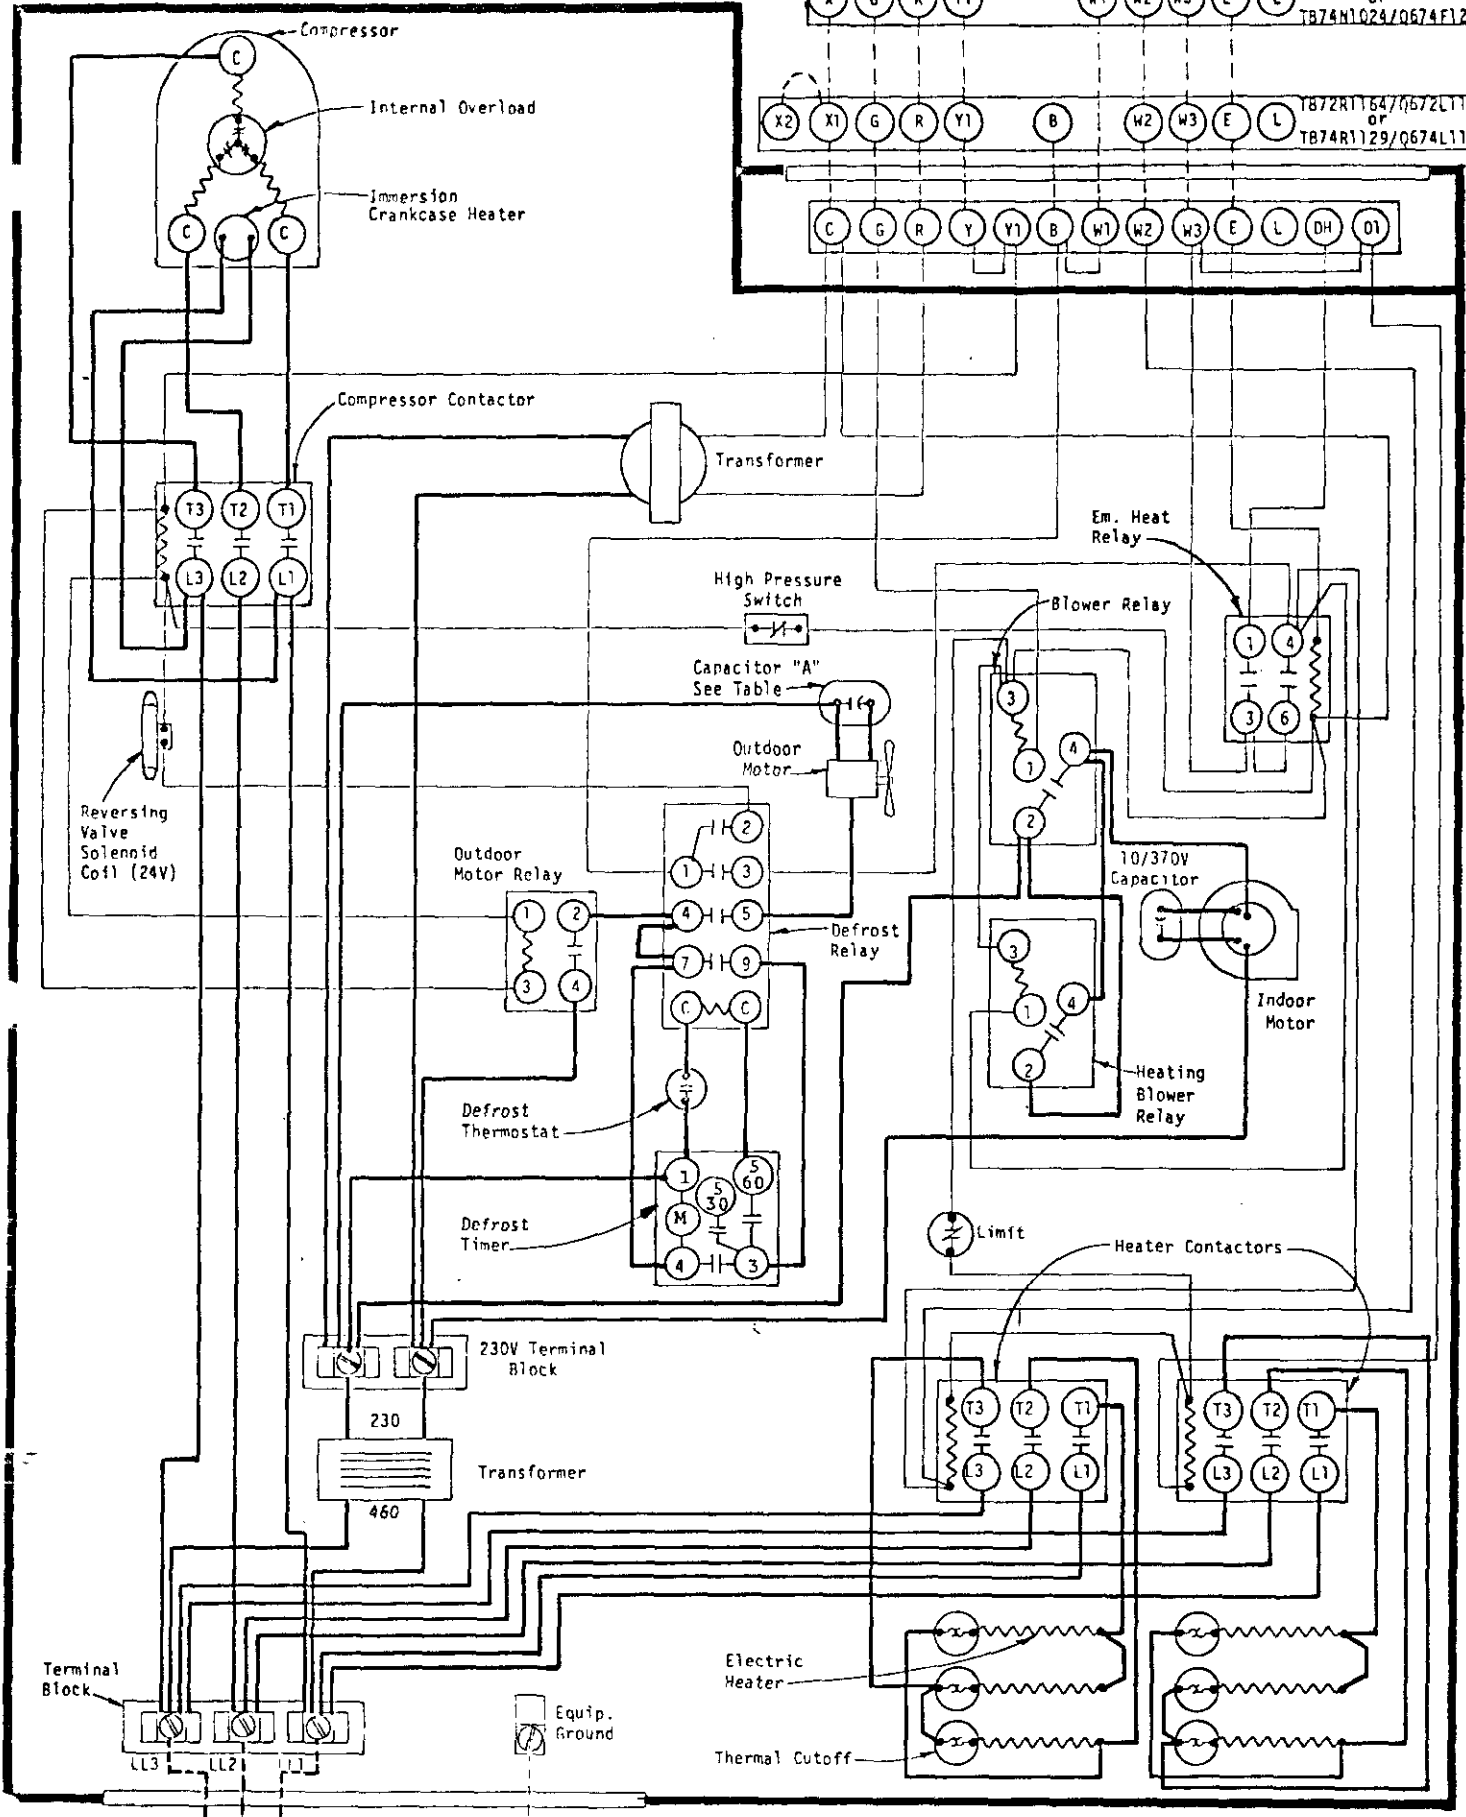 TB74N1024/Q674F12
Compressor
C
Internal Overload
Immersion
Crankcase Heater
C C
X2 X1 G R Y1 B W2 W3 E L
TB72R1164/Q672L11
or
TB74R1129/Q674L11
C G R Y Y1 B W1 W2 W3 E L DH O1
Compressor Contactor
T3 T2 T1
L3 L2 L1
Transformer
Em. Heat
Relay
1 4
3 6
High Pressure
Switch
Blower Relay
3
1
4
2
Capacitor "A"
See Table
Outdoor
Motor
Reversing
Valve
Solenoid
Coil (24V)
Outdoor
Motor Relay
1 2
3 4
2
1 3
4 5
7 9
C C
Defrost
Relay
10/370V
Capacitor
Indoor
Motor
3
1
4
2
Heating
Blower
Relay
Defrost
Thermostat
Defrost
Timer
1
5
30
5
60
M
4 3
Limit
Heater Contactors
230V Terminal
Block
230
Transformer
460
T3 T2 T1
L3 L2 L1
T3 T2 T1
L3 L2 L1
Electric
Heater
Thermal Cutoff
Terminal
Block
LL3 LL2 LL1
Equip.
Ground